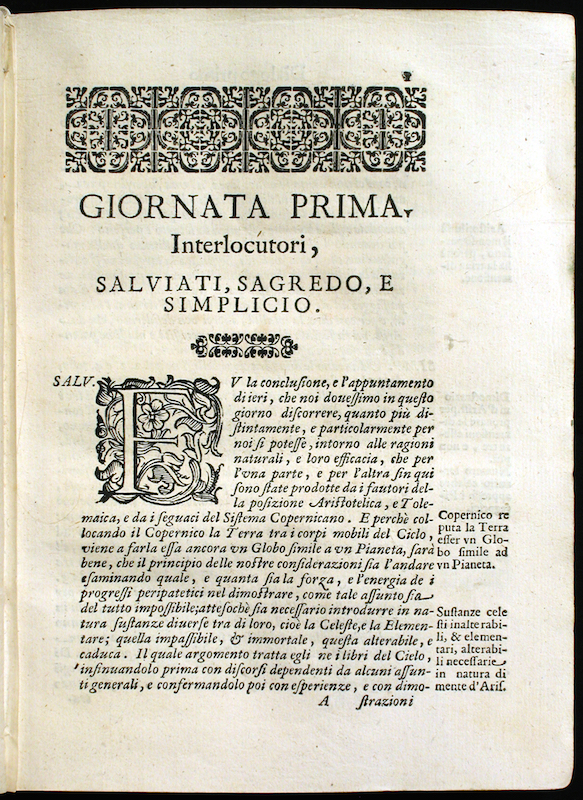 GIORNATA PRIMA.
Interlocutori,
SALVIATI, SAGREDO, E
SIMPLICIO.
SALV. FV la conclusione, e l'appuntamento
di ieri, che noi douessimo in questo
giorno discorrere, quanto più di-
stintamente, e particolarmente per
noi si potesse, intorno alle ragioni
naturali, e loro efficacia, che per
l'vna parte, e per l'altra sin qui
sono state prodotte da i fautori del-
la posizione Aristotelica, e Tole-
maica, e da i seguaci del Sistema Copernicano. E perchè col-
locando il Copernico la Terra tra i corpi mobili del Cielo,
viene a farla essa ancora vn Globo simile a vn Pianeta, sarà
bene, che il principio delle nostre considerazioni sia l'andare
esaminando quale, e quanta sia la forza, e l'energia de i
progressi peripatetici nel dimostrare, come tale assunto sia
del tutto impossibile; attesochè sia necessario introdurre in na-
tura sustanze diuerse tra di loro, cioè la Celeste, e la Elemen-
tare; quella impassibile, & immortale, questa alterabile, e
caduca. Il quale argomento tratta egli ne i libri del Cielo,
insinuandolo prima con discorsi dependenti da alcuni assun-
ti generali, e confermandolo poi con esperienze, e con dimo-
A strazioni
Copernico re
puta la Terra
esser vn Glo-
bo simile ad
vn Pianeta.
Sustanze cele
sti inalterabi-
li, & elemen-
tari, alterabi-
li necessarie
in natura di
mente d'Aris.